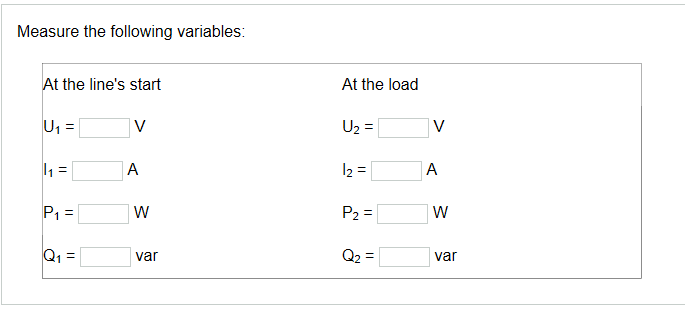 Measure the following variables:
At the line's start At the load
U₁ = V U₂ = V
I₁ = A I₂ = A
P₁ = W P₂ = W
Q₁ = var Q₂ = var